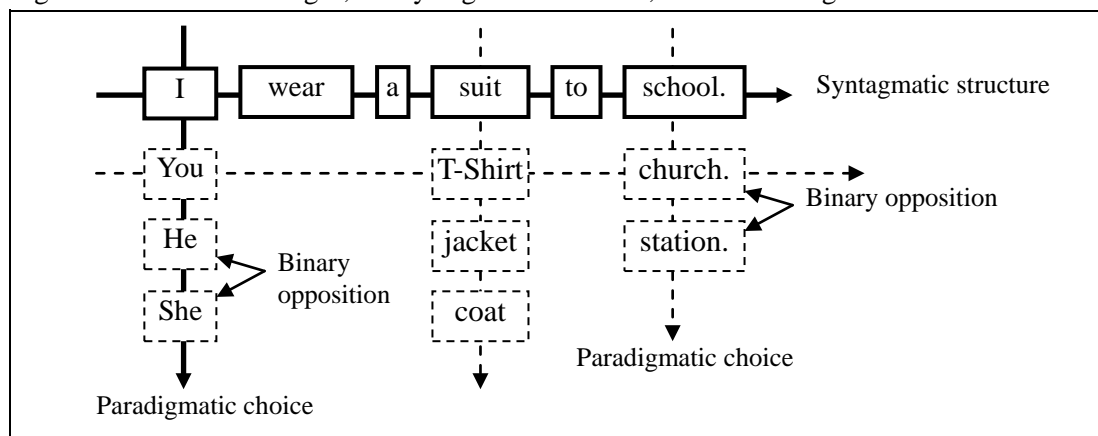 I wear a suit to school. Syntagmatic structure
You T-Shirt church.
Binary opposition
He jacket station.
Binary
opposition
She coat
Paradigmatic choice
Paradigmatic choice